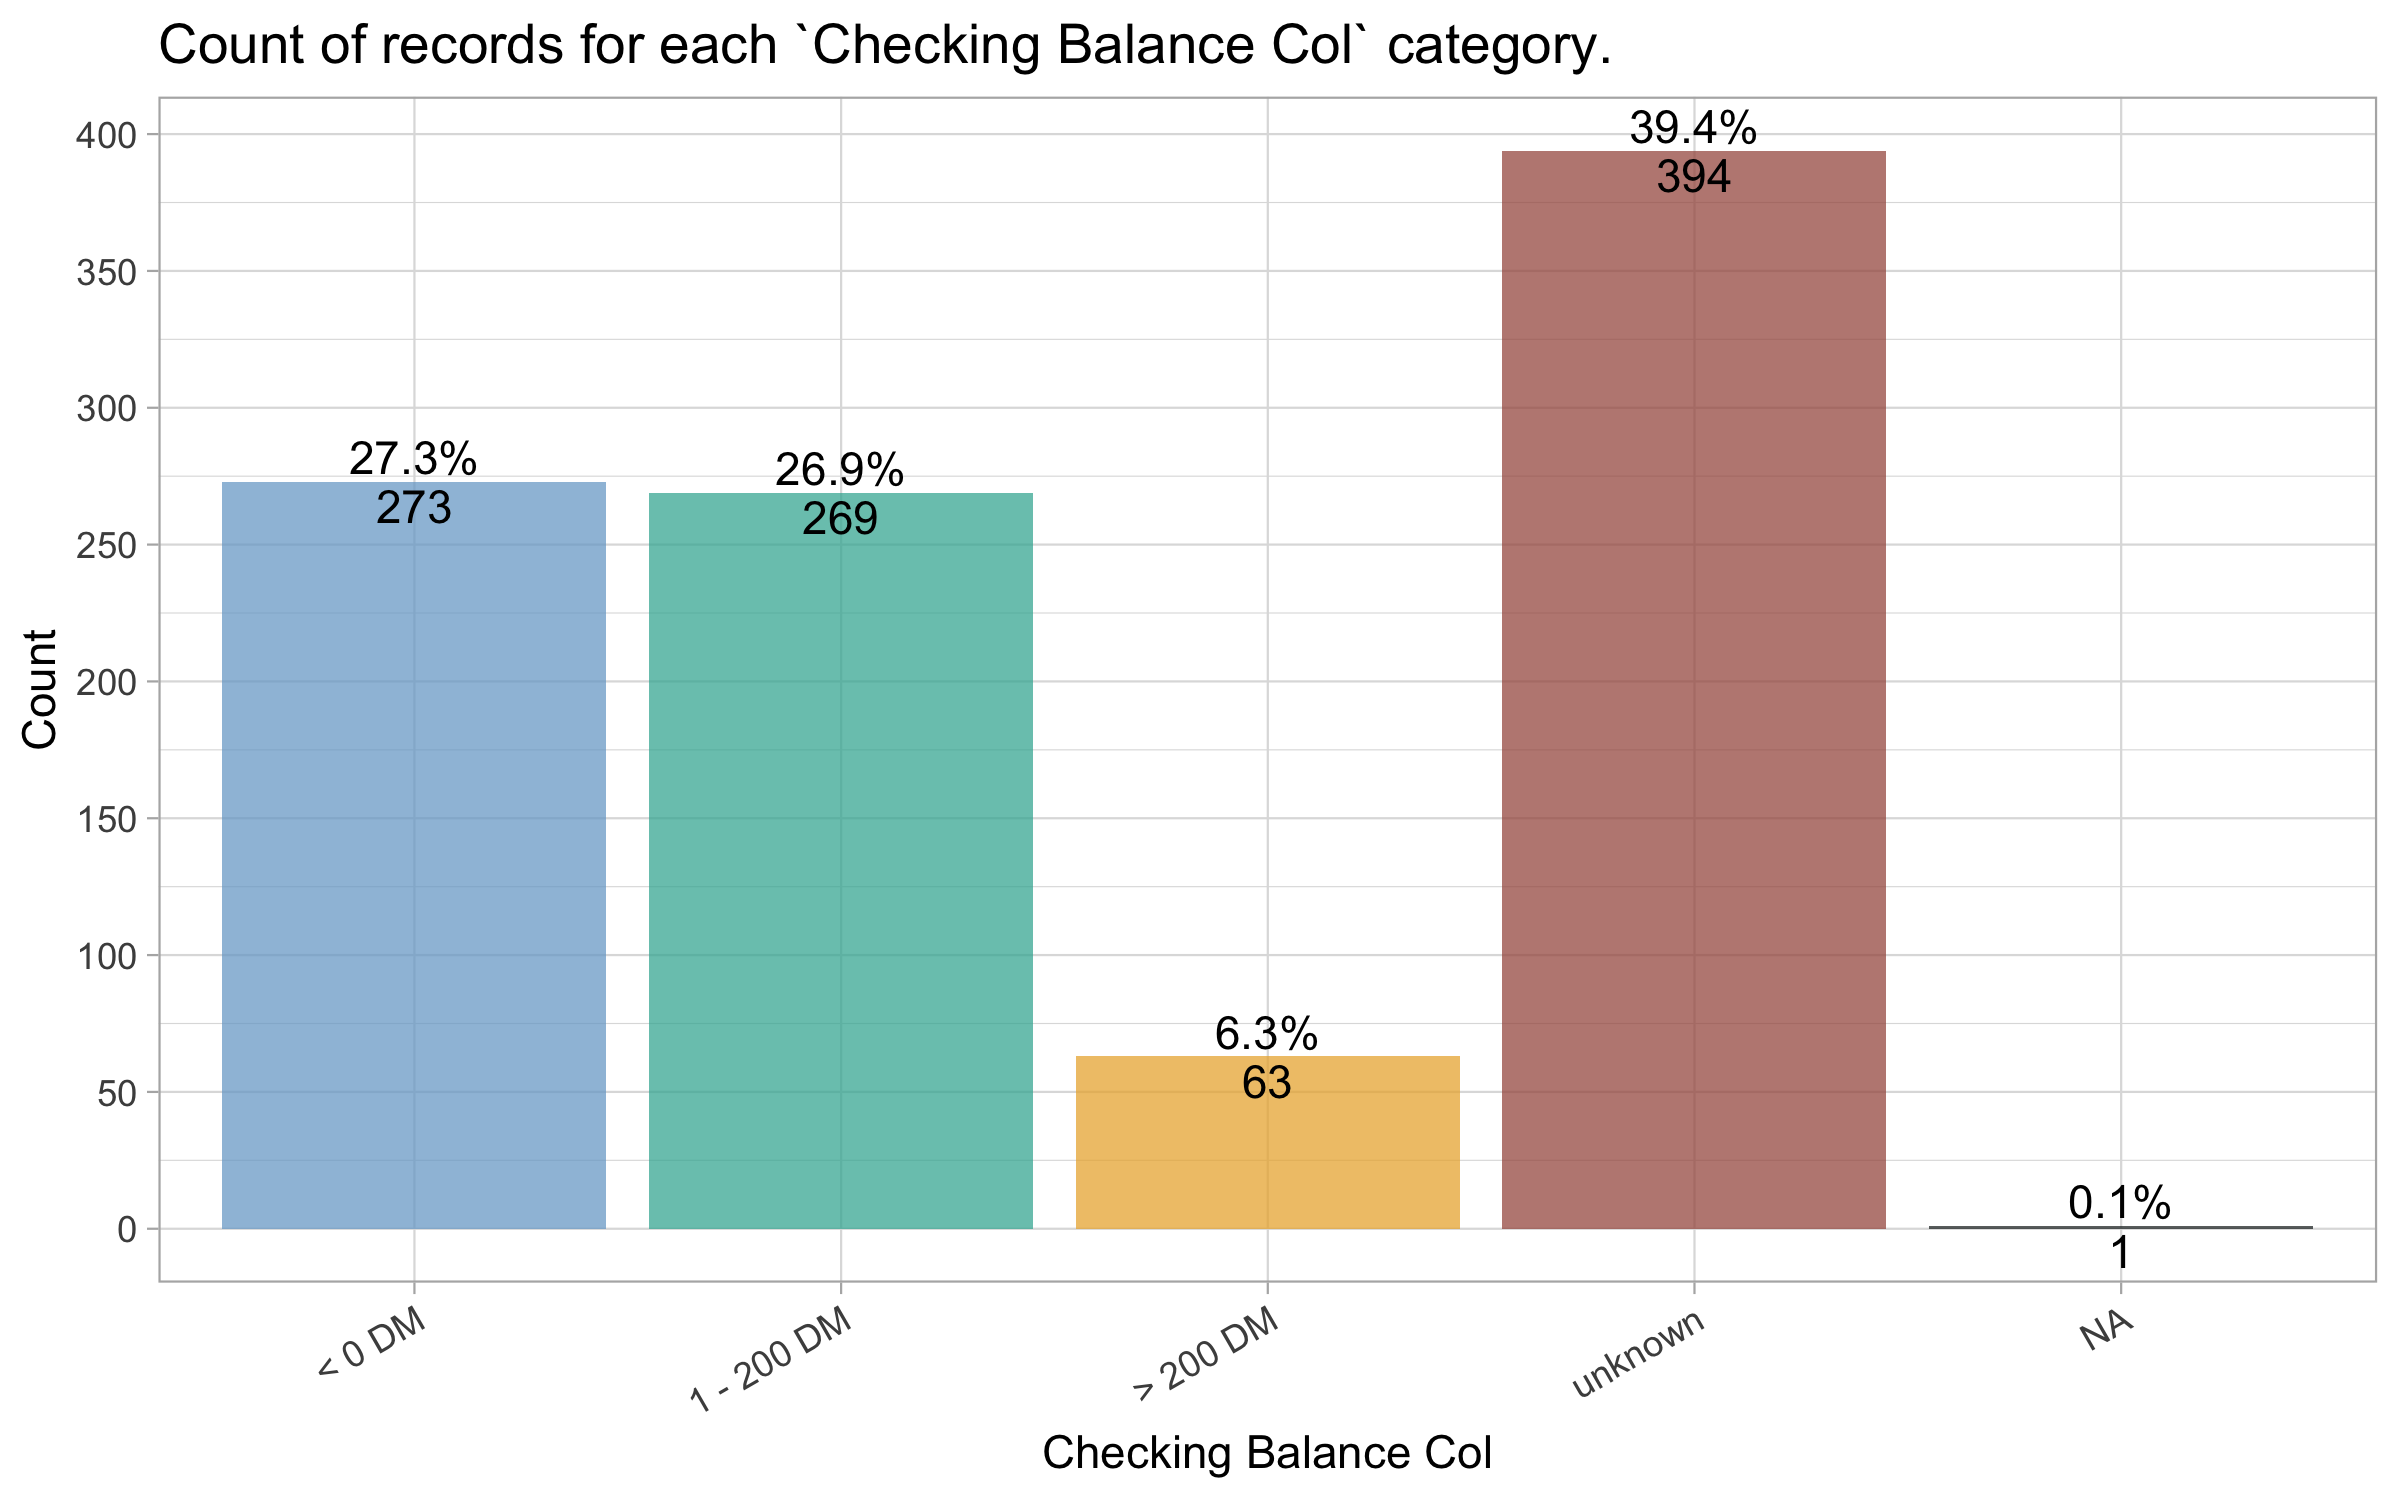 Count of records for each `Checking Balance Col` category.
400
350
300
250
200
150
100
50
0
Count
27.3%
273
26.9%
269
6.3%
63
39.4%
394
0.1%
1
< 0 DM
1 - 200 DM
> 200 DM
unknown
NA
Checking Balance Col